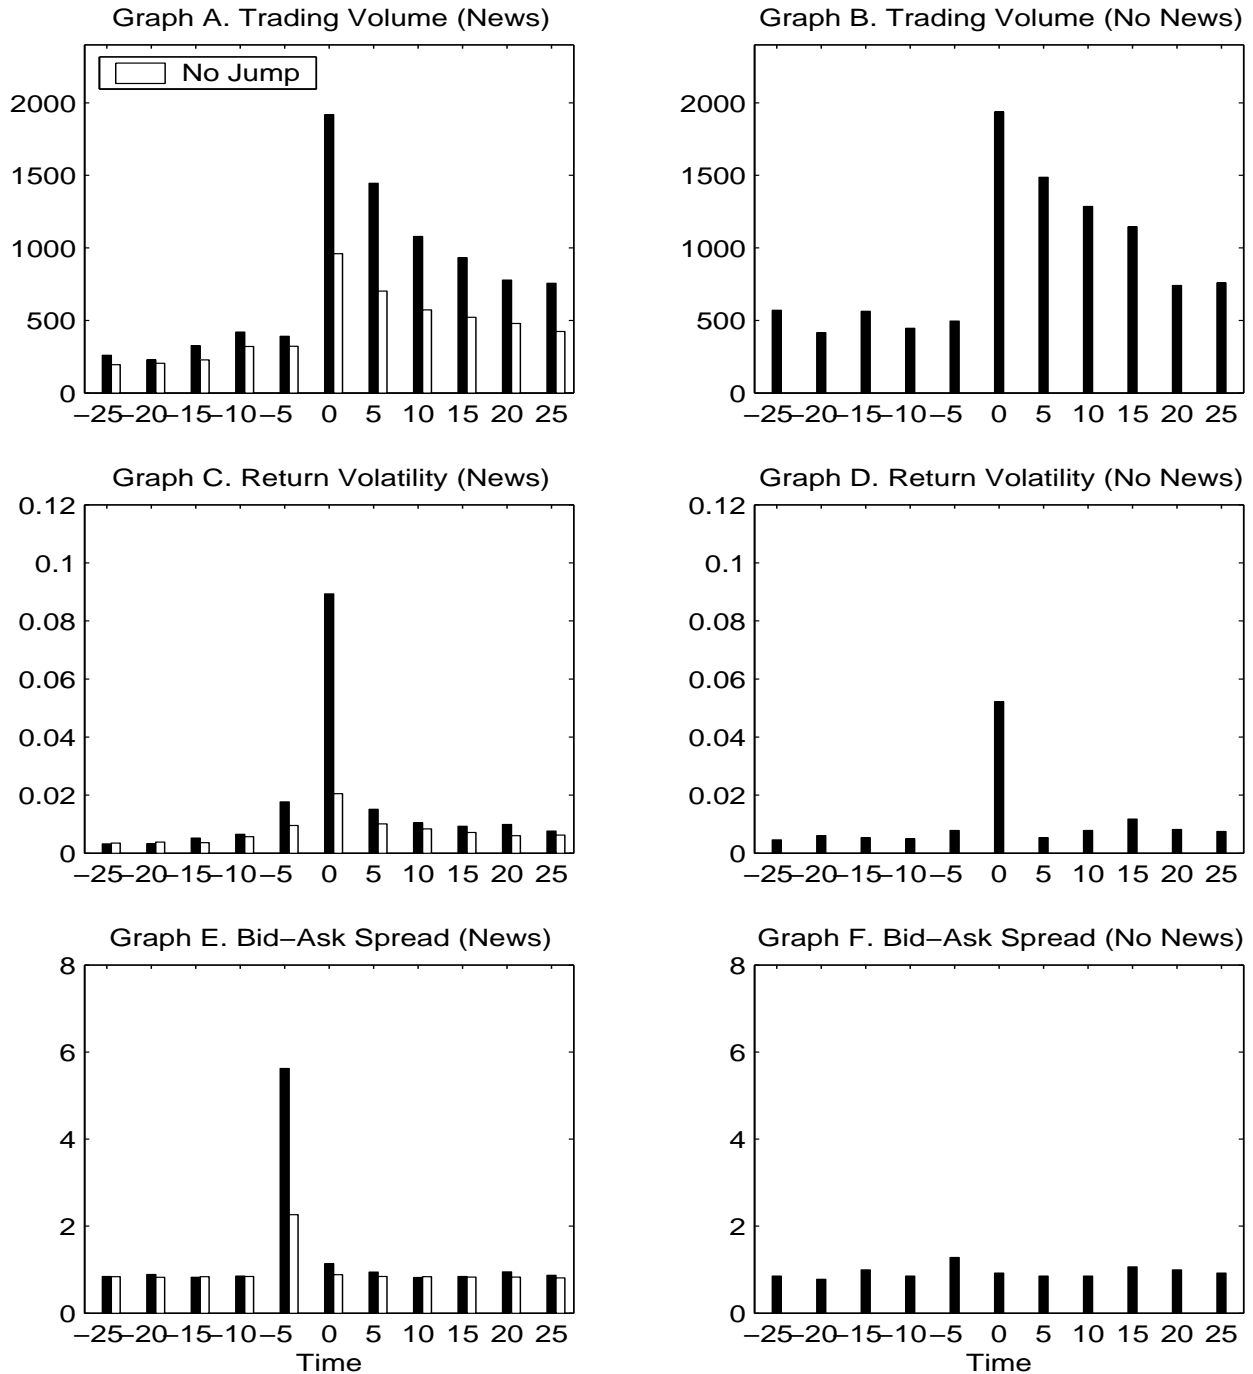 Graph A. Trading Volume (News)
No Jump
2000
1500
1000
500
0
−25 −20 −15 −10 −5 0 5 10 15 20 25
Graph B. Trading Volume (No News)
2000
1500
1000
500
0
−25 −20 −15 −10 −5 0 5 10 15 20 25
Graph C. Return Volatility (News)
0.12
0.1
0.08
0.06
0.04
0.02
0
−25 −20 −15 −10 −5 0 5 10 15 20 25
Graph D. Return Volatility (No News)
0.12
0.1
0.08
0.06
0.04
0.02
0
−25 −20 −15 −10 −5 0 5 10 15 20 25
Graph E. Bid−Ask Spread (News)
8
6
4
2
0
−25 −20 −15 −10 −5 0 5 10 15 20 25
Time
Graph F. Bid−Ask Spread (No News)
8
6
4
2
0
−25 −20 −15 −10 −5 0 5 10 15 20 25
Time